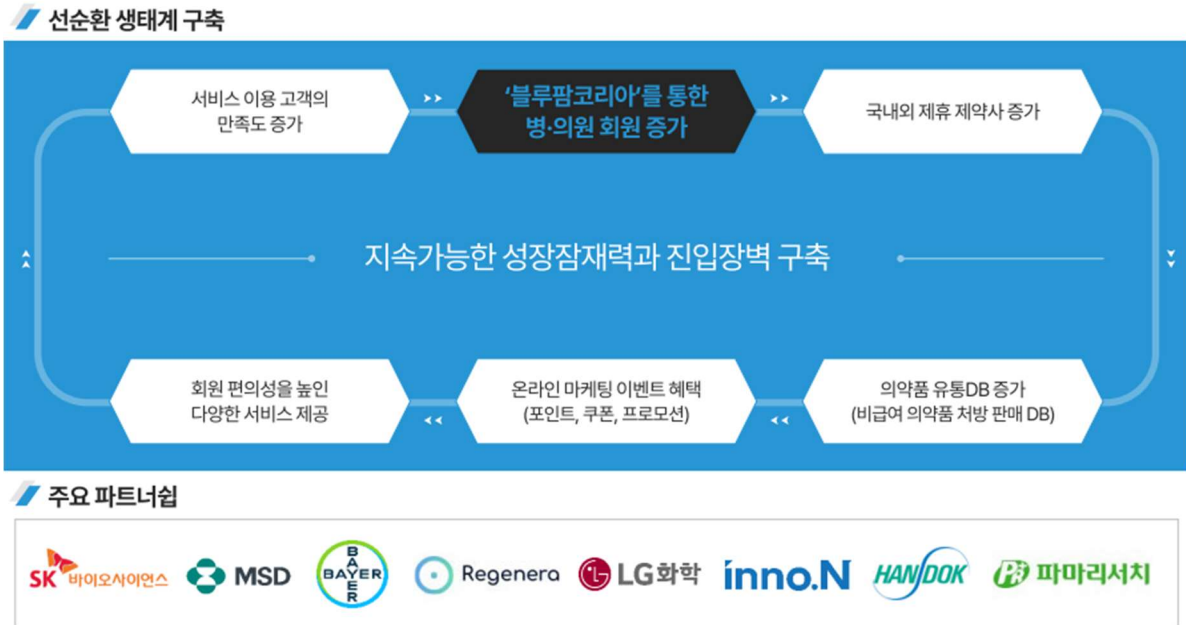 선순환 생태계 구축
서비스 이용 고객의
만족도 증가
‘블루팜코리아’를 통한
병·의원 회원 증가
국내외 제휴 제약사 증가
지속가능한 성장잠재력과 진입장벽 구축
회원 편의성을 높인
다양한 서비스 제공
온라인 마케팅 이벤트 혜택
(포인트, 쿠폰, 프로모션)
의약품 유통DB 증가
(비급여 의약품 처방 판매 DB)
주요 파트너쉽
SK 바이오사이언스
MSD
BAYER
BAYER
Regenera
LG화학
inno.N
HANDOK
파마리서치